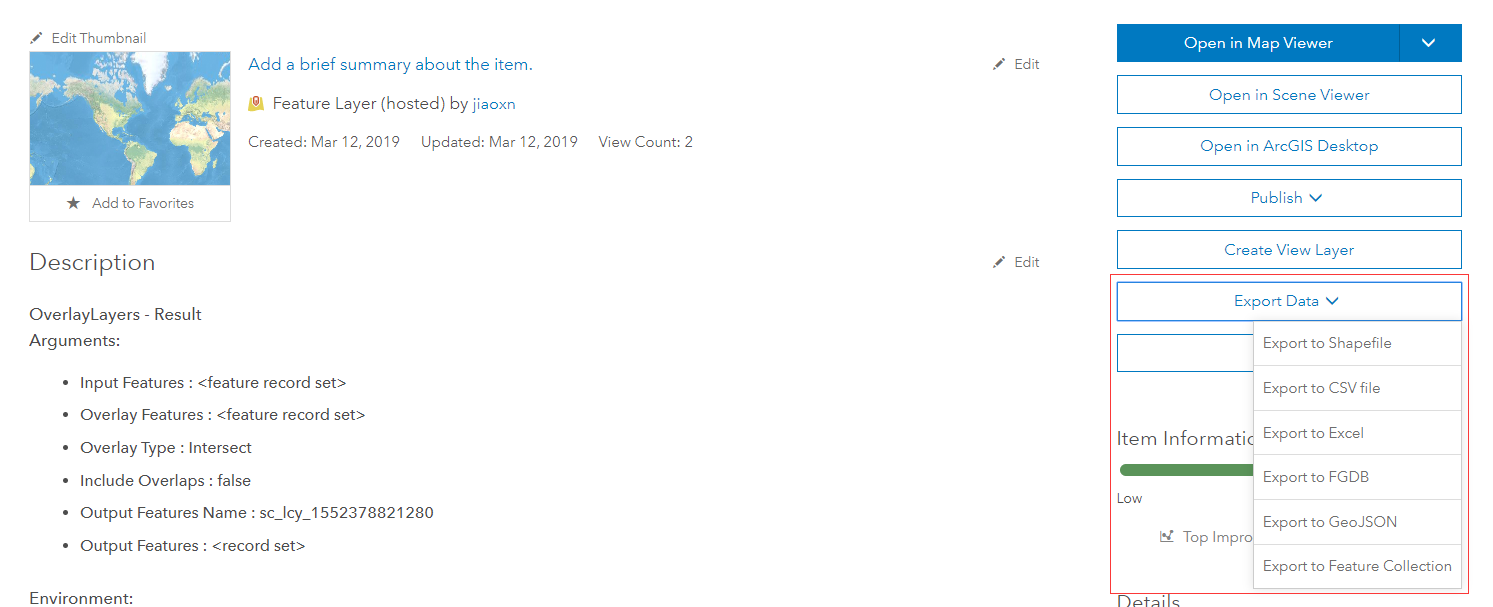 Edit Thumbnail
Add a brief summary about the item.
Edit
Feature Layer (hosted) by jiaoxn
Created: Mar 12, 2019 Updated: Mar 12, 2019 View Count: 2
Add to Favorites
Description
Edit
OverlayLayers - Result
Arguments:
• Input Features : <feature record set>
• Overlay Features : <feature record set>
• Overlay Type : Intersect
• Include Overlaps : false
• Output Features Name : sc_lcy_1552378821280
• Output Features : <record set>
Environment:
Open in Map Viewer
Open in Scene Viewer
Open in ArcGIS Desktop
Publish
Create View Layer
Export Data
Export to Shapefile
Export to CSV file
Export to Excel
Export to FGDB
Export to GeoJSON
Export to Feature Collection
Item Informatio
Low
Top Impro
Details